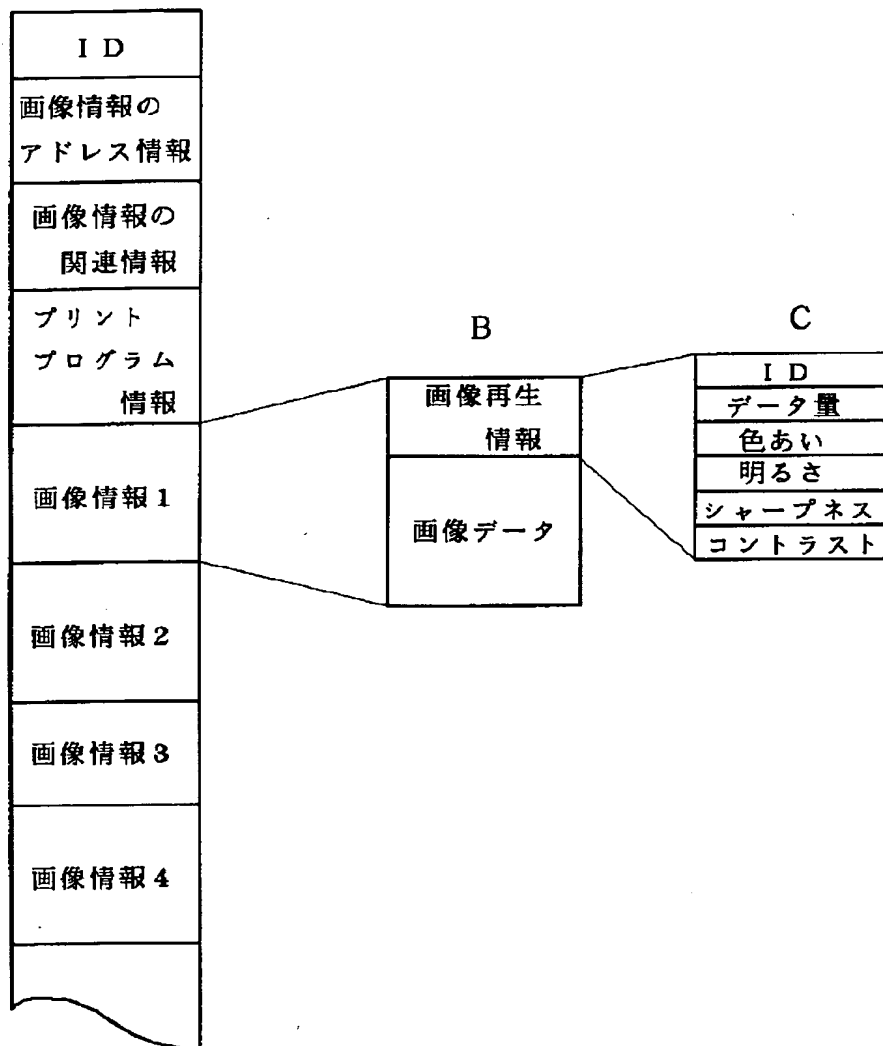 ID
画像情報の
アドレス情報
画像情報の
関連情報
プリント
プログラム
情報
画像情報1
画像情報2
画像情報3
画像情報4
B
画像再生
情報
画像データ
C
ID
データ量
色あい
明るさ
シャープネス
コントラスト